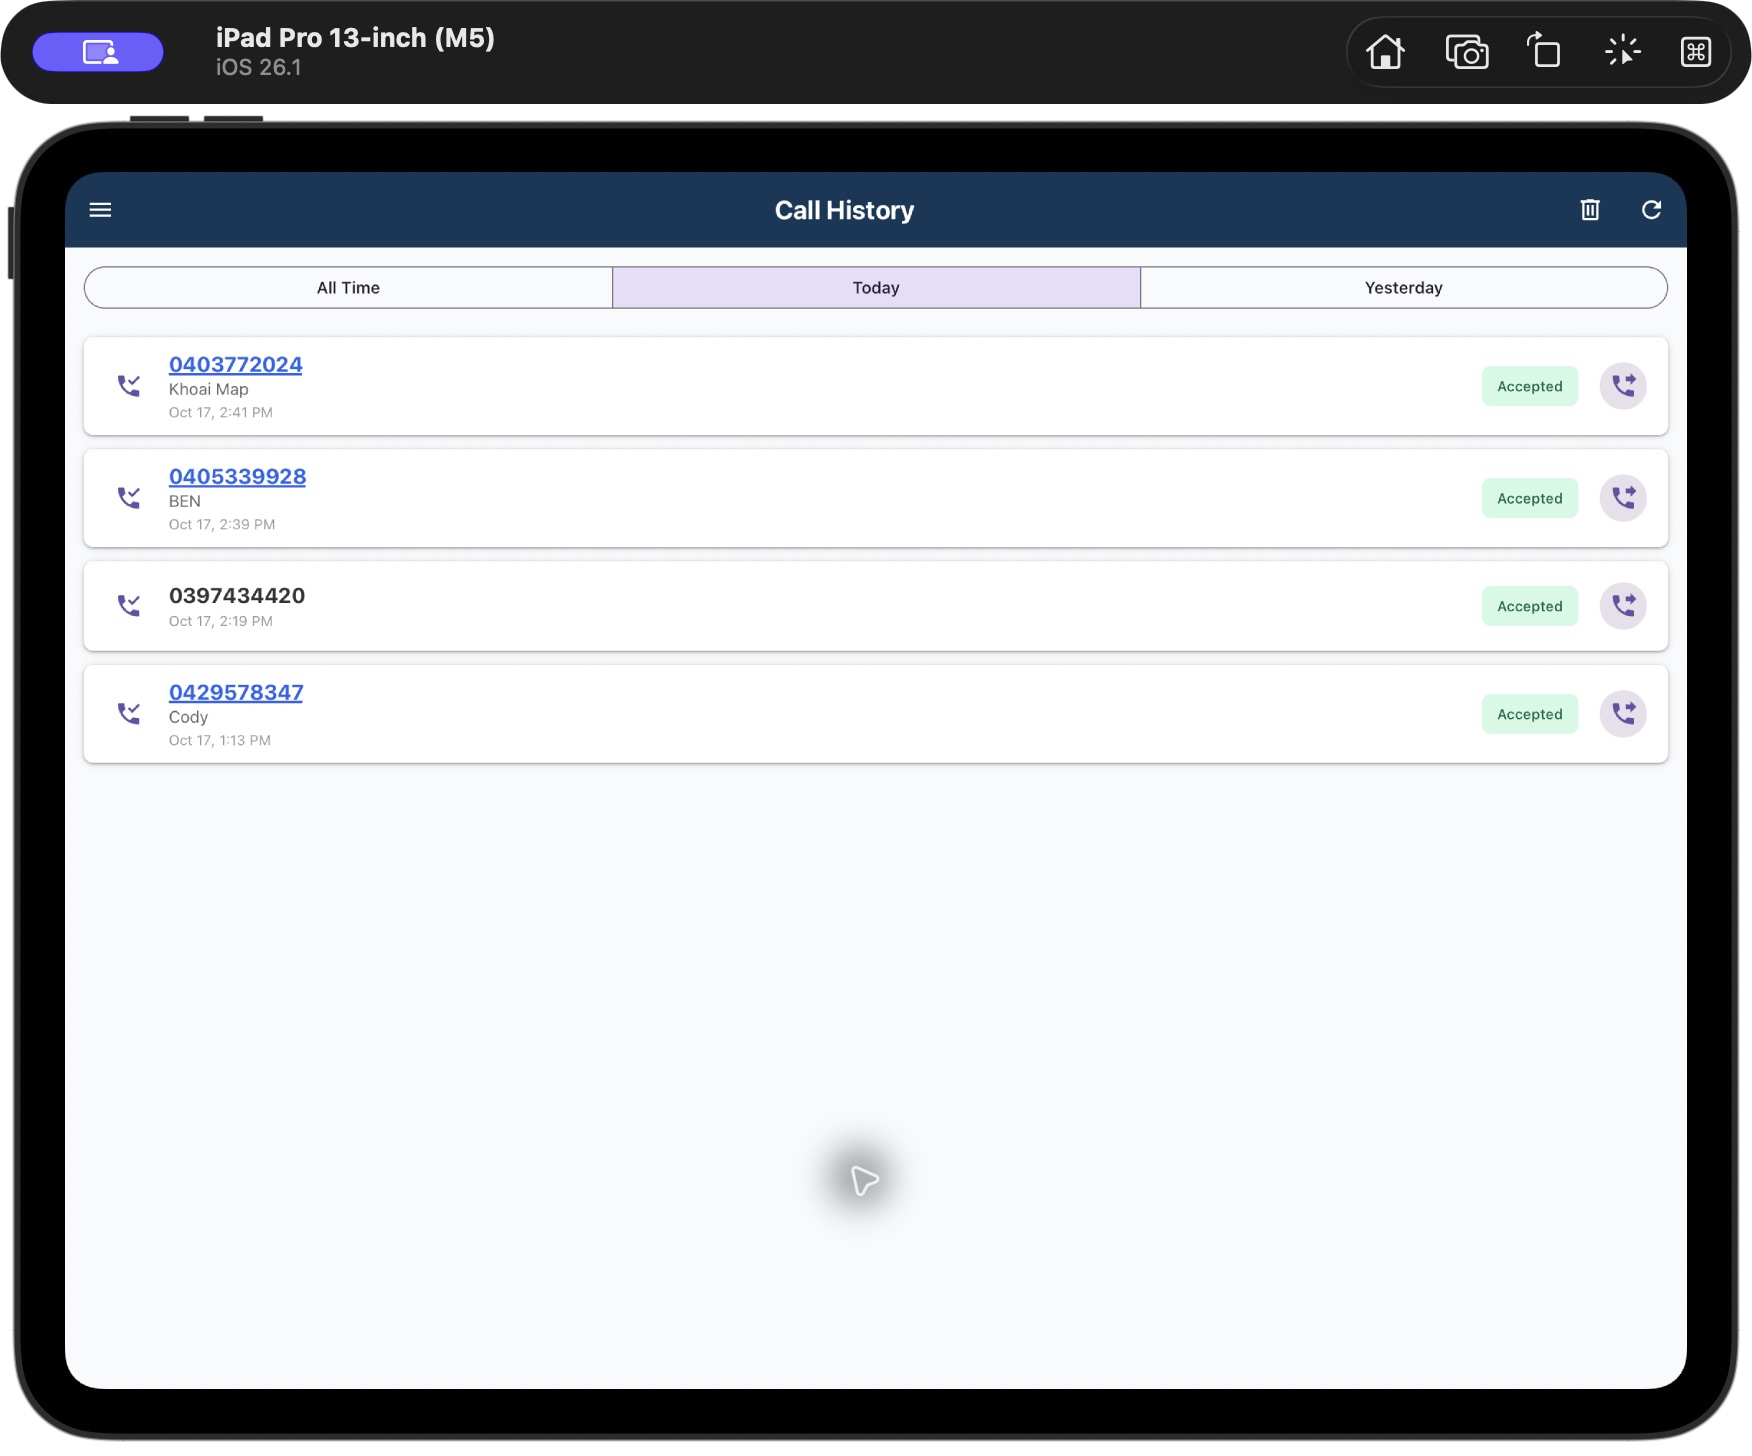 iPad Pro 13-inch (M5)
iOS 26.1
Call History
All Time
Today
Yesterday
0403772024
Khoai Map
Oct 17, 2:41 PM
Accepted
0405339928
BEN
Oct 17, 2:39 PM
Accepted
0397434420
Oct 17, 2:19 PM
Accepted
0429578347
Cody
Oct 17, 1:13 PM
Accepted